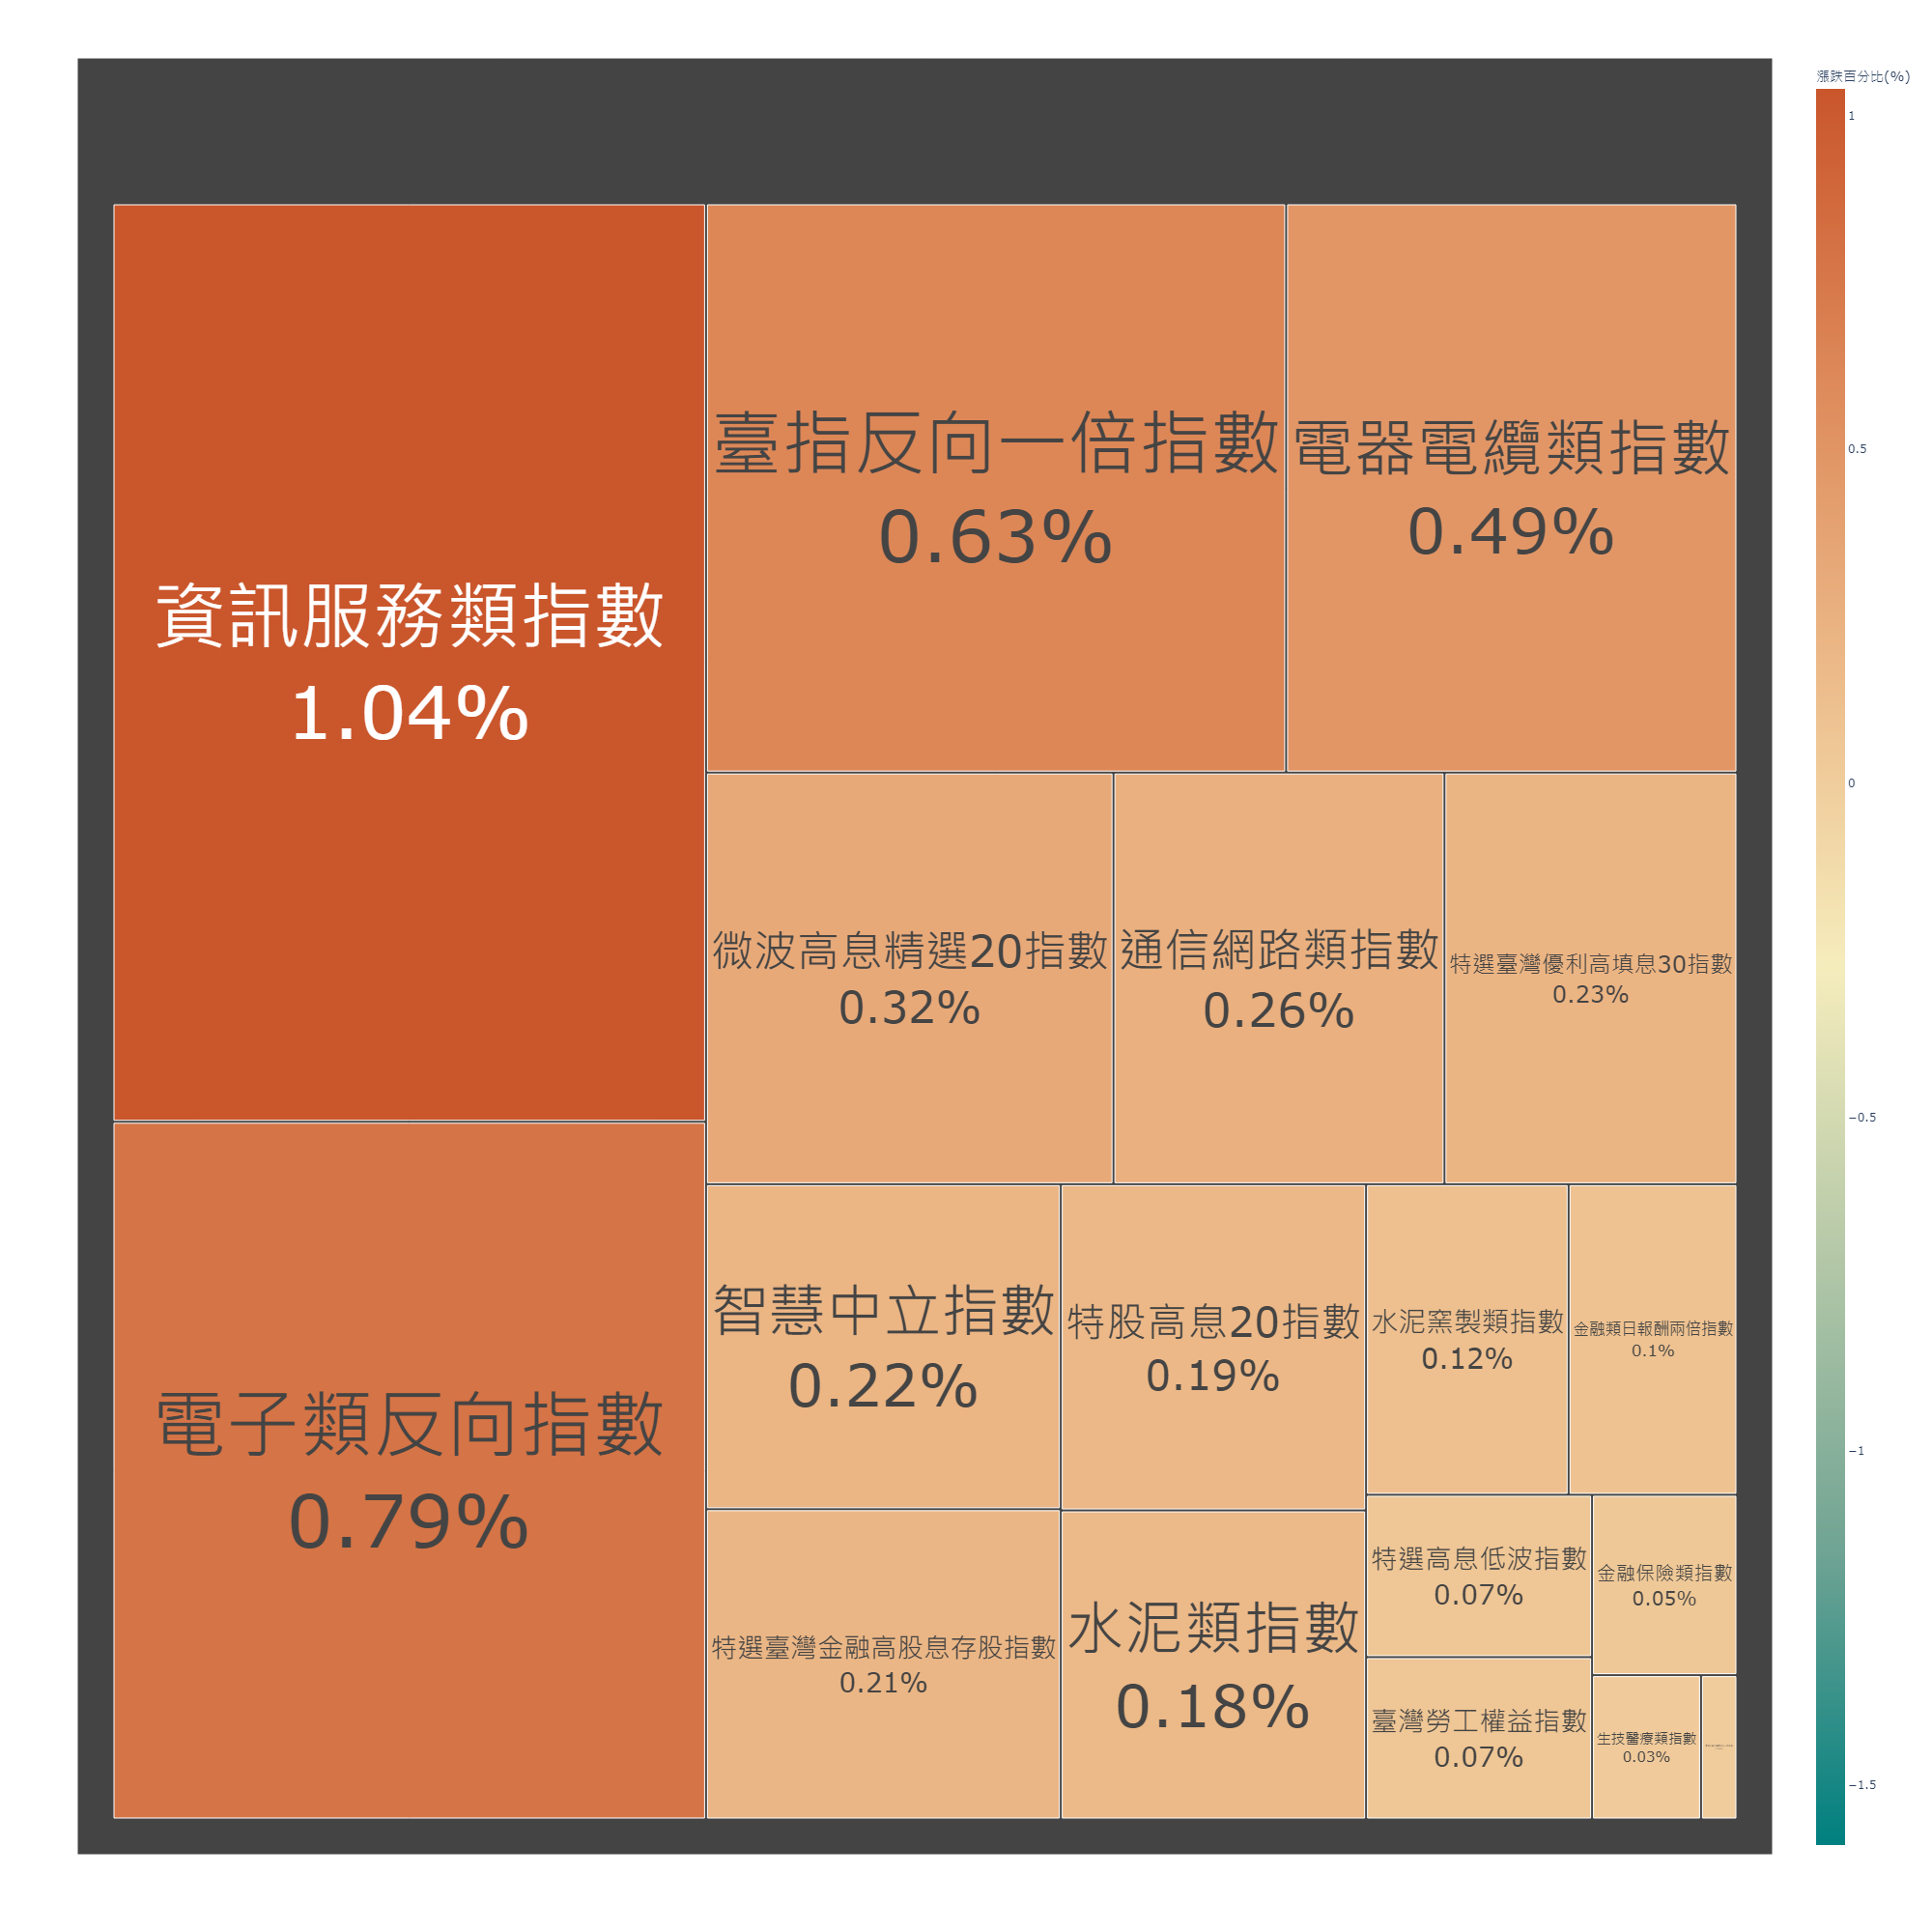 漲跌百分比(%)
1
0.5
0
−0.5
−1
−1.5
資訊服務類指數
1.04%
電子類反向指數
0.79%
臺指反向一倍指數
0.63%
電器電纜類指數
0.49%
微波高息精選20指數
0.32%
通信網路類指數
0.26%
特選臺灣優利高填息30指數
0.23%
智慧中立指數
0.22%
特選臺灣金融高股息存股指數
0.21%
特股高息20指數
0.19%
水泥類指數
0.18%
水泥窯製類指數
0.12%
金融類日報酬兩倍指數
0.1%
特選高息低波指數
0.07%
臺灣勞工權益指數
0.07%
金融保險類指數
0.05%
生技醫療類指數
0.03%